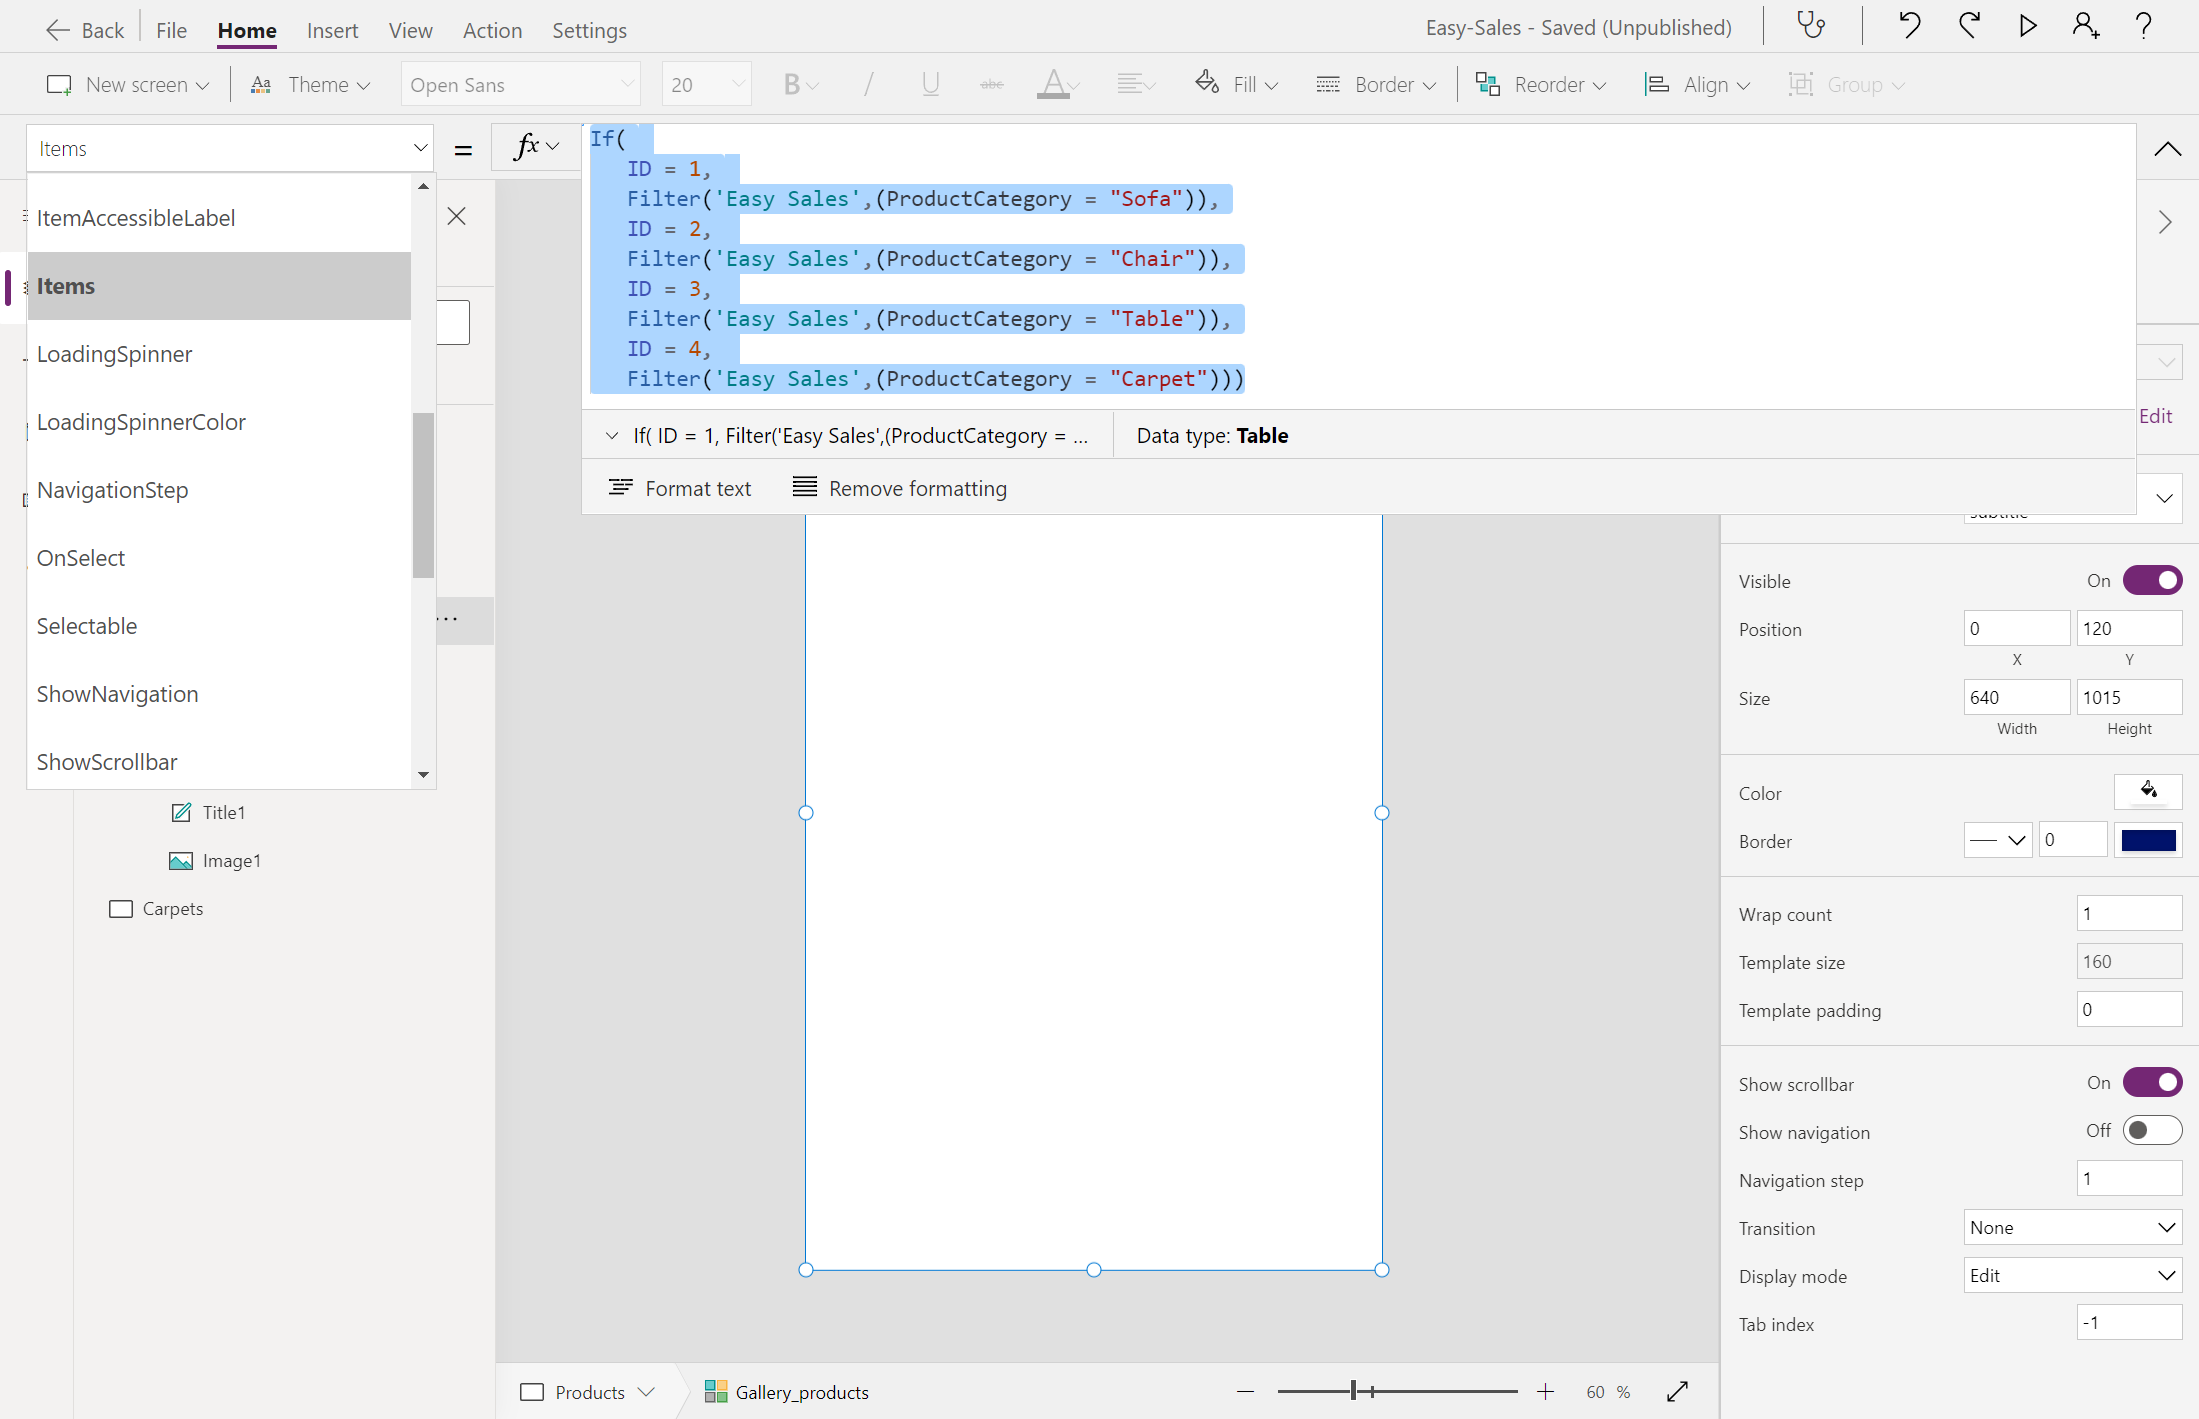 Back File Home Insert View Action Settings Easy-Sales - Saved (Unpublished)
New screen Theme Open Sans 20 B / U abc A Fill Border Reorder Align Group
Items = fx
If(
ID = 1,
Filter('Easy Sales',(ProductCategory = "Sofa")),
ID = 2,
Filter('Easy Sales',(ProductCategory = "Chair")),
ID = 3,
Filter('Easy Sales',(ProductCategory = "Table")),
ID = 4,
Filter('Easy Sales',(ProductCategory = "Carpet")))
If( ID = 1, Filter('Easy Sales',(ProductCategory = ... Data type: Table
Format text Remove formatting
ItemAccessibleLabel
Items
LoadingSpinner
LoadingSpinnerColor
NavigationStep
OnSelect
Selectable
ShowNavigation
ShowScrollbar
Title1
Image1
Carpets
Edit
Visible On
Position 0 120
X Y
Size 640 1015
Width Height
Color
Border 0
Wrap count 1
Template size 160
Template padding 0
Show scrollbar On
Show navigation Off
Navigation step 1
Transition None
Display mode Edit
Tab index -1
Products Gallery_products 60 %